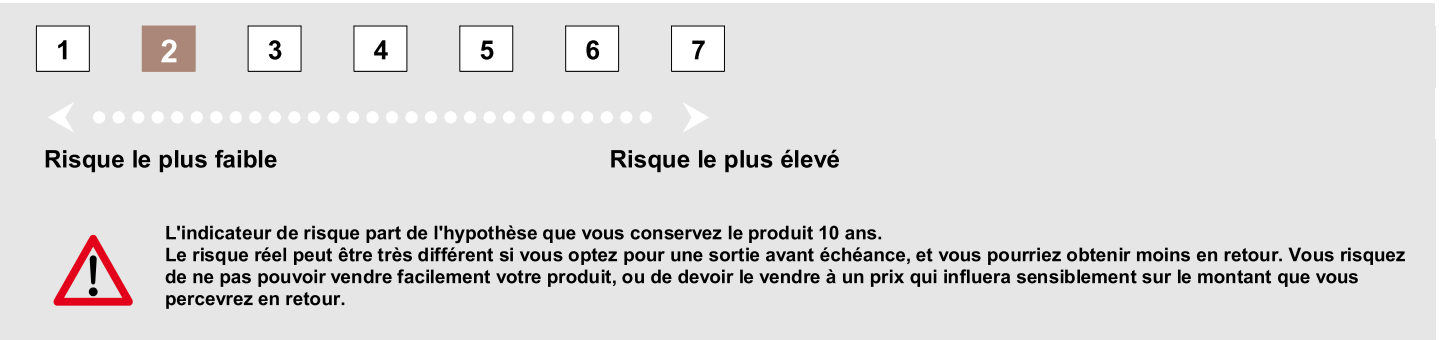 1 2 3 4 5 6 7
Risque le plus faible Risque le plus élevé
L'indicateur de risque part de l'hypothèse que vous conservez le produit 10 ans.
Le risque réel peut être très différent si vous optez pour une sortie avant échéance, et vous pourriez obtenir moins en retour. Vous risquez
de ne pas pouvoir vendre facilement votre produit, ou de devoir le vendre à un prix qui influera sensiblement sur le montant que vous
percevrez en retour.